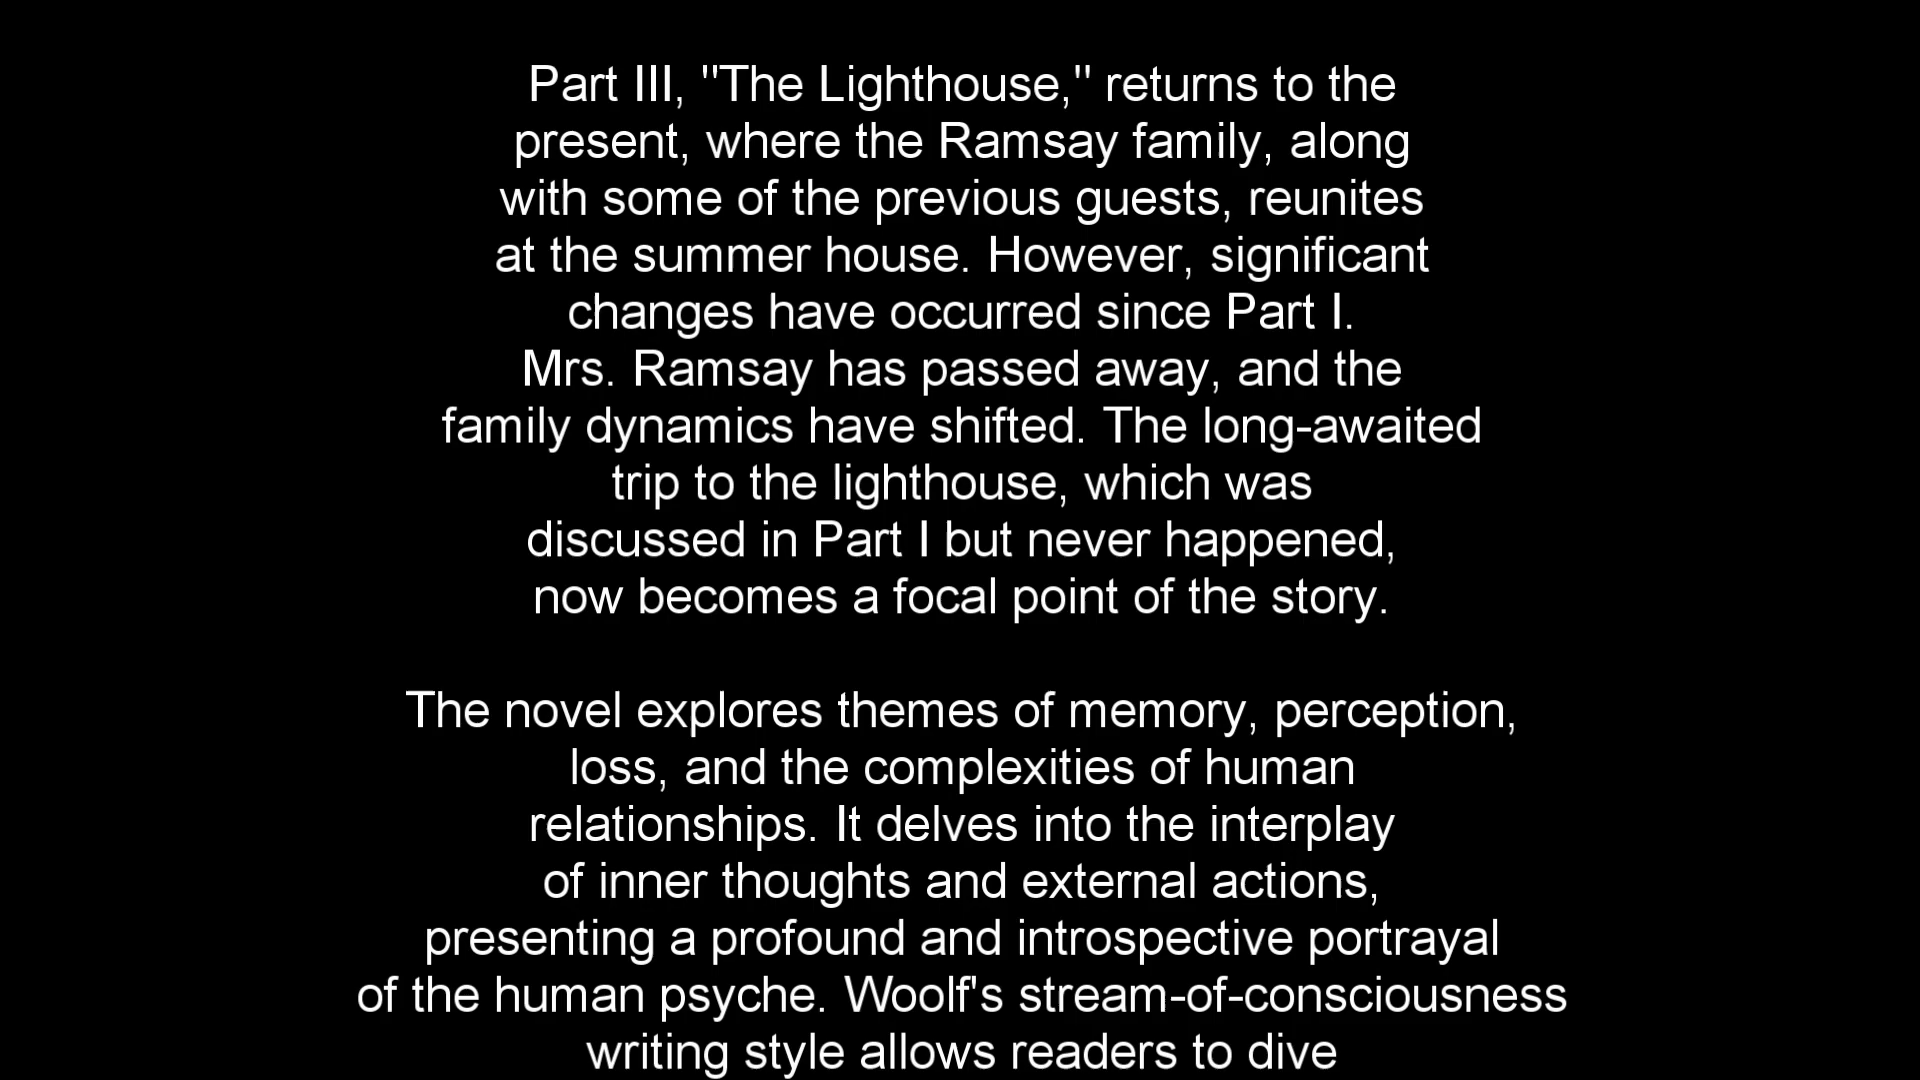 Part III, "The Lighthouse," returns to the
present, where the Ramsay family, along
with some of the previous guests, reunites
at the summer house. However, significant
changes have occurred since Part I.
Mrs. Ramsay has passed away, and the
family dynamics have shifted. The long-awaited
trip to the lighthouse, which was
discussed in Part I but never happened,
now becomes a focal point of the story.
The novel explores themes of memory, perception,
loss, and the complexities of human
relationships. It delves into the interplay
of inner thoughts and external actions,
presenting a profound and introspective portrayal
of the human psyche. Woolf's stream-of-consciousness
writing style allows readers to dive